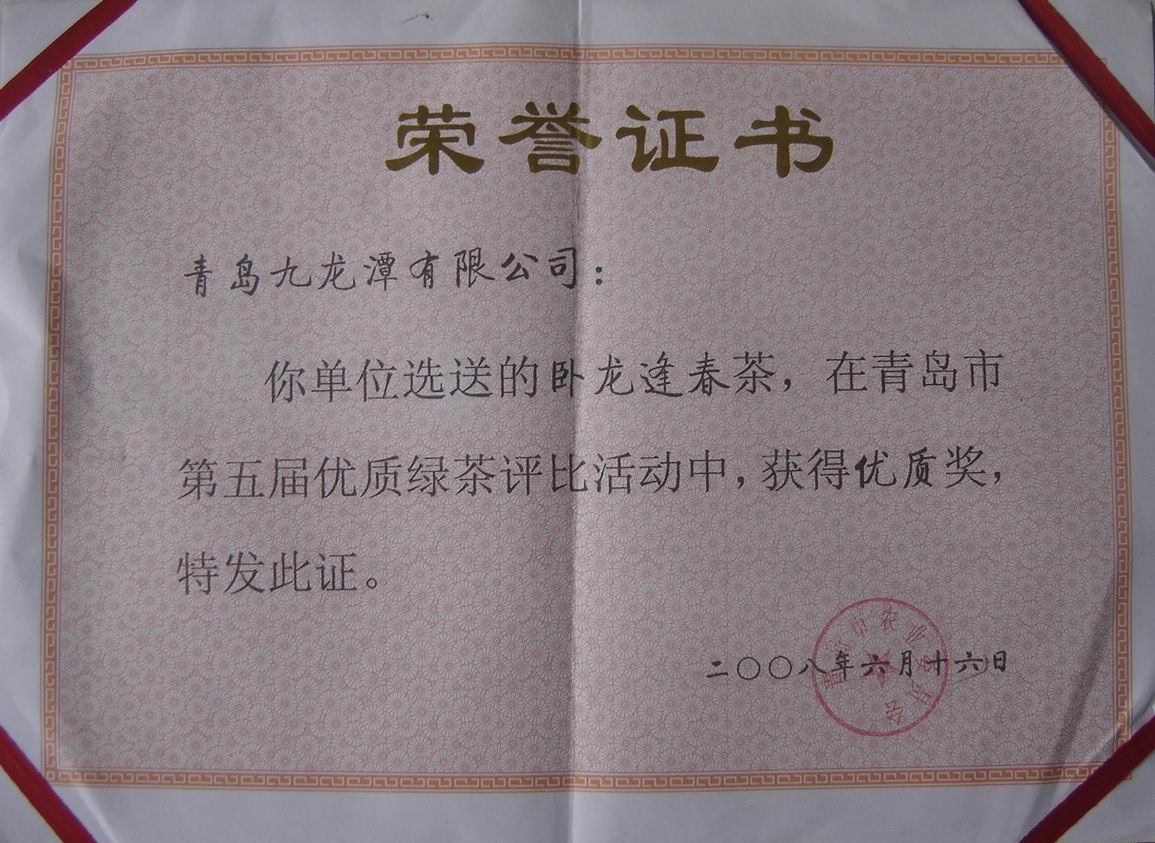 荣誉证书
青岛九龙潭有限公司：
你单位选送的卧龙逢春茶，在青岛市
第五届优质绿茶评比活动中，获得优质奖，
特发此证。
二〇〇八年六月十六日